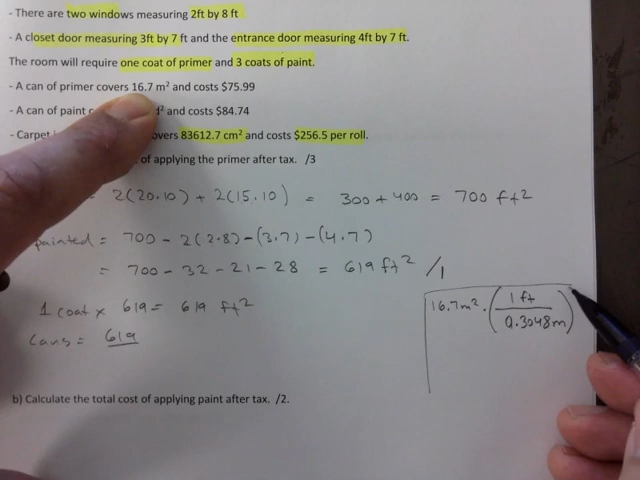 - There are two windows measuring 2ft by 8 ft
- A closet door measuring 3ft by 7 ft and the entrance door measuring 4ft by 7 ft.
The room will require one coat of primer and 3 coats of paint.
- A can of primer covers 16.7 m² and costs $75.99
- A can of paint and costs $84.74
- Carpet overs 83612.7 cm² and costs $256.5 per roll.
of applying the primer after tax. /3
= 2(20.10) + 2(15.10) = 300 + 400 = 700 ft2
painted = 700 - 2(2.8) - (3.7) - (4.7)
= 700 - 32 - 21 - 28 = 619 ft² /1
1 coat × 619 = 619 ft²
cans = 619
16.7m² · (1 ft / 0.3048m)
b) Calculate the total cost of applying paint after tax. /2.